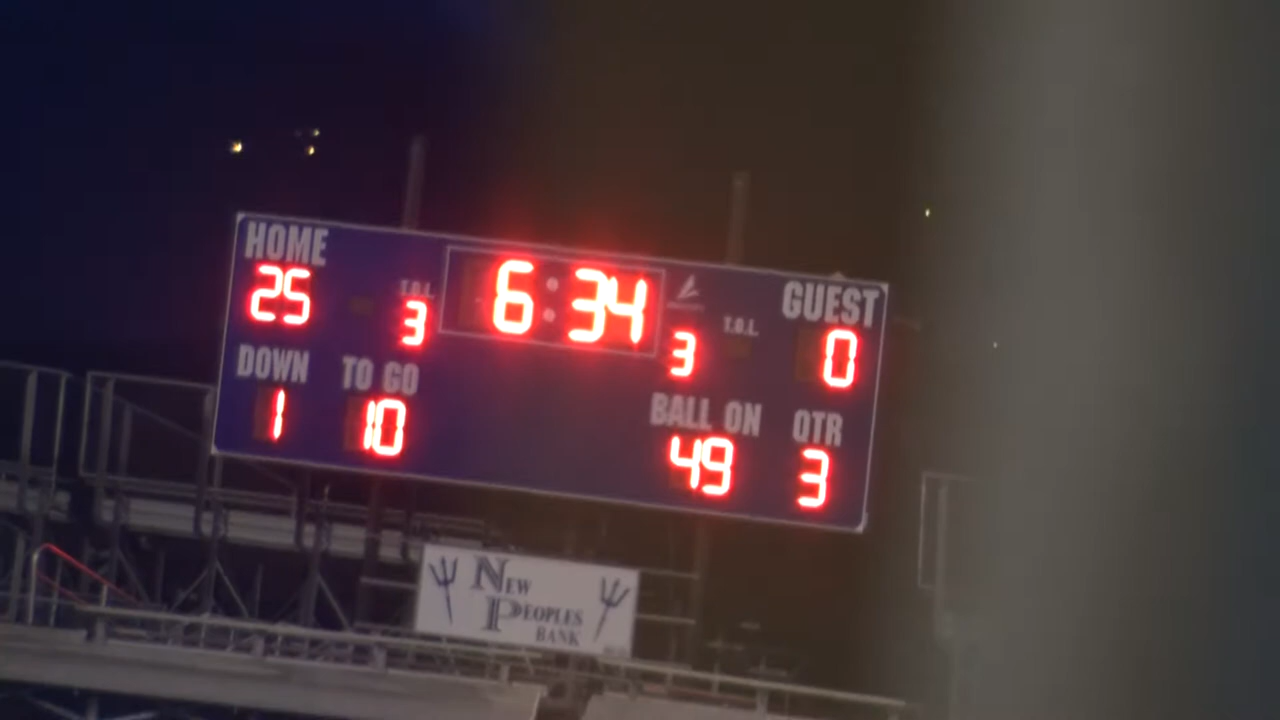 HOME
25
T.O.L.
3
6:34
3
T.O.L.
GUEST
0
DOWN
1
TO GO
10
BALL ON
49
QTR
3
NEW
PEOPLES
BANK